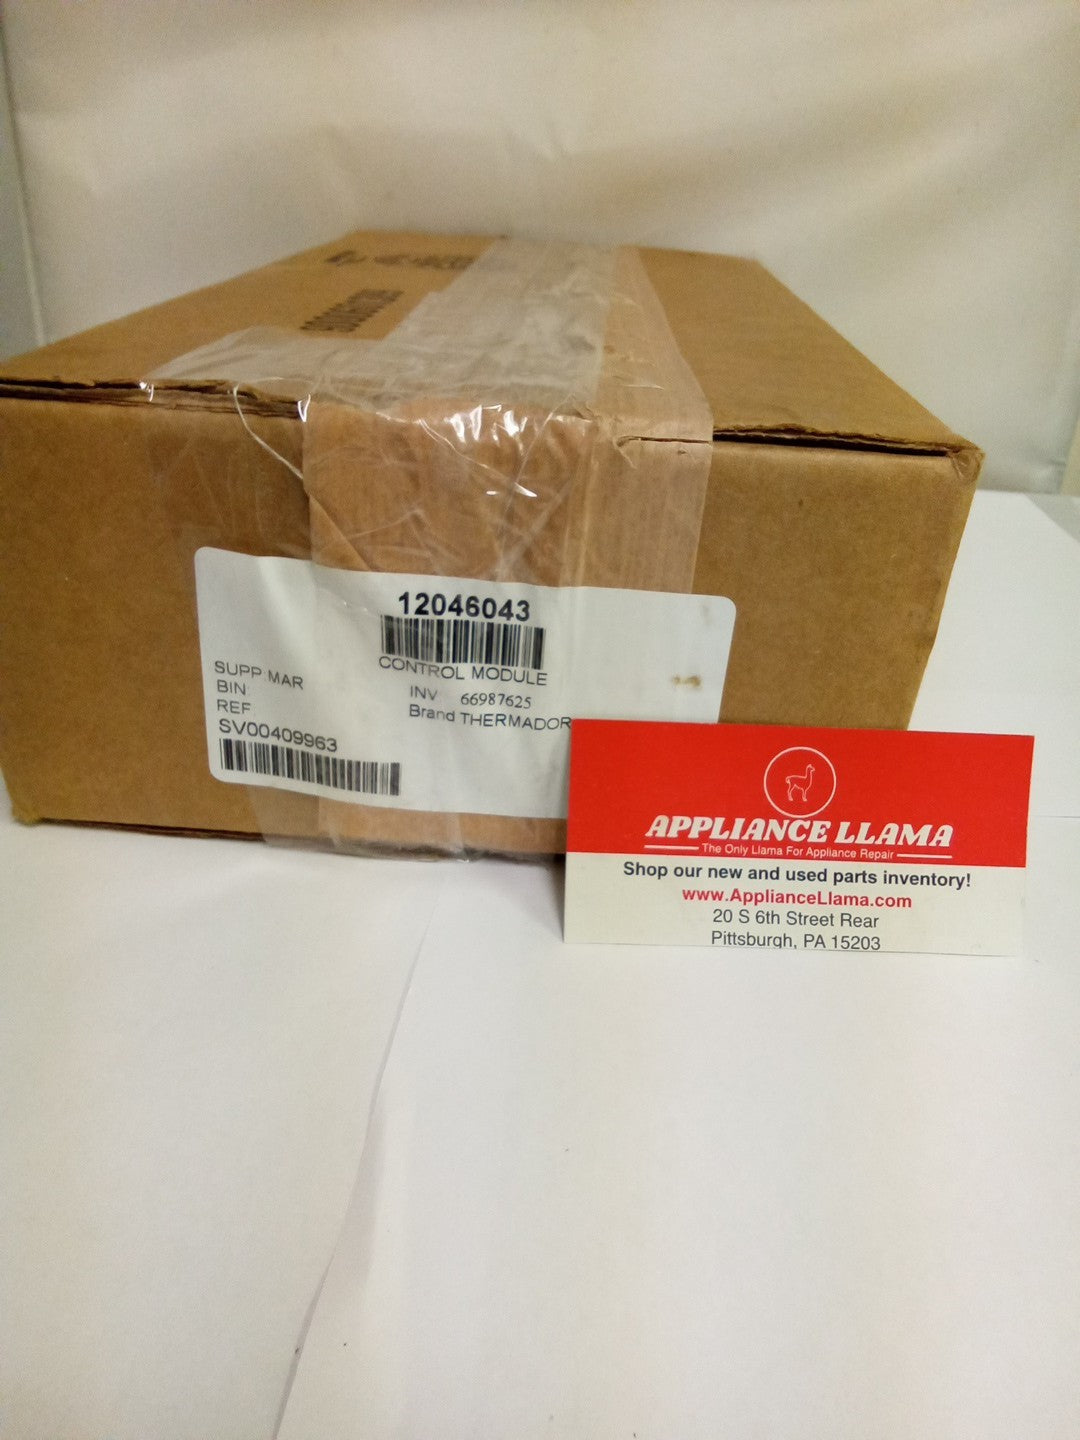 12046043
CONTROL MODULE
SUPP MAR
BIN
REF
SV00409963
INV 66987625
Brand THERMADOR
APPLIANCE LLAMA
The Only Llama For Appliance Repair
Shop our new and used parts inventory!
www.ApplianceLlama.com
20 S 6th Street Rear
Pittsburgh, PA 15203